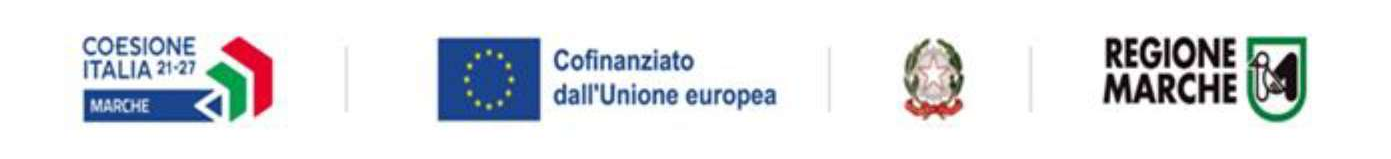 COESIONE
ITALIA 21-27
MARCHE
Cofinanziato
dall'Unione europea
REGIONE
MARCHE